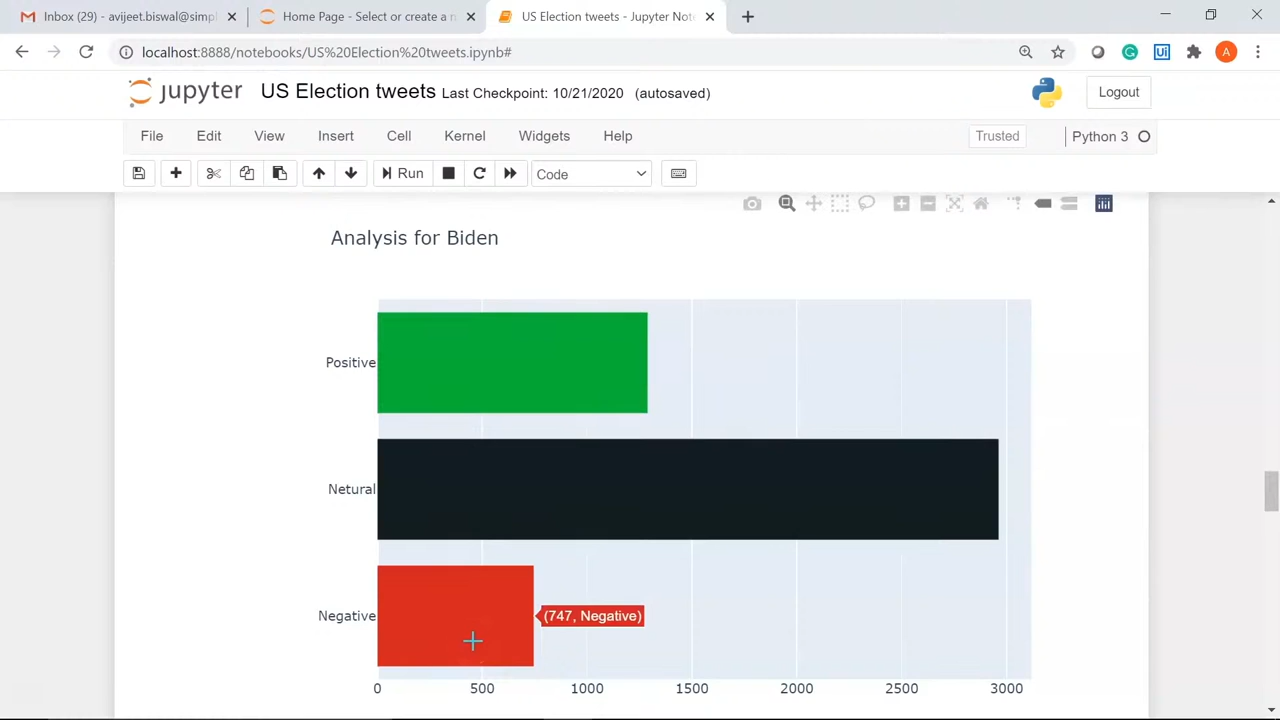 Inbox (29) - avijeet.biswal@simpl
Home Page - Select or create a n
US Election tweets - Jupyter Note
localhost:8888/notebooks/US%20Election%20tweets.ipynb#
Ui
A
jupyter US Election tweets Last Checkpoint: 10/21/2020 (autosaved)
Logout
File Edit View Insert Cell Kernel Widgets Help
Trusted
Python 3
Run
Code
Analysis for Biden
Positive
Netural
Negative
(747, Negative)
0 500 1000 1500 2000 2500 3000